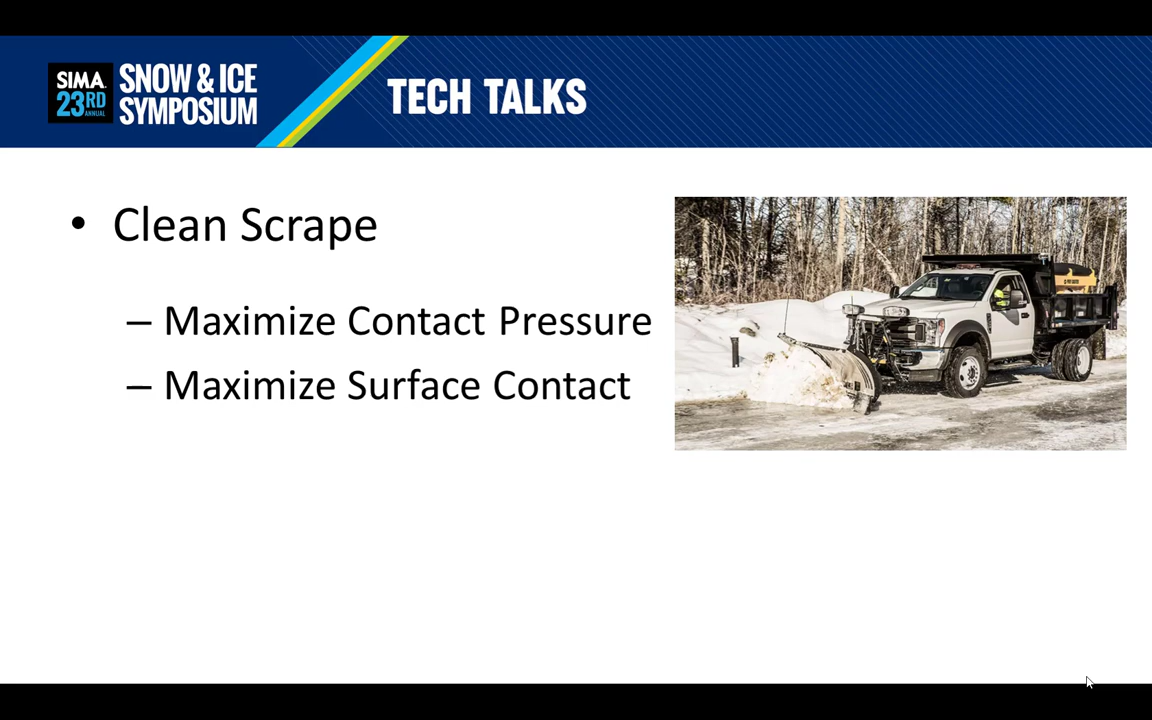 SIMA
23RD
ANNUAL
SNOW & ICE
SYMPOSIUM
TECH TALKS
• Clean Scrape
– Maximize Contact Pressure
– Maximize Surface Contact